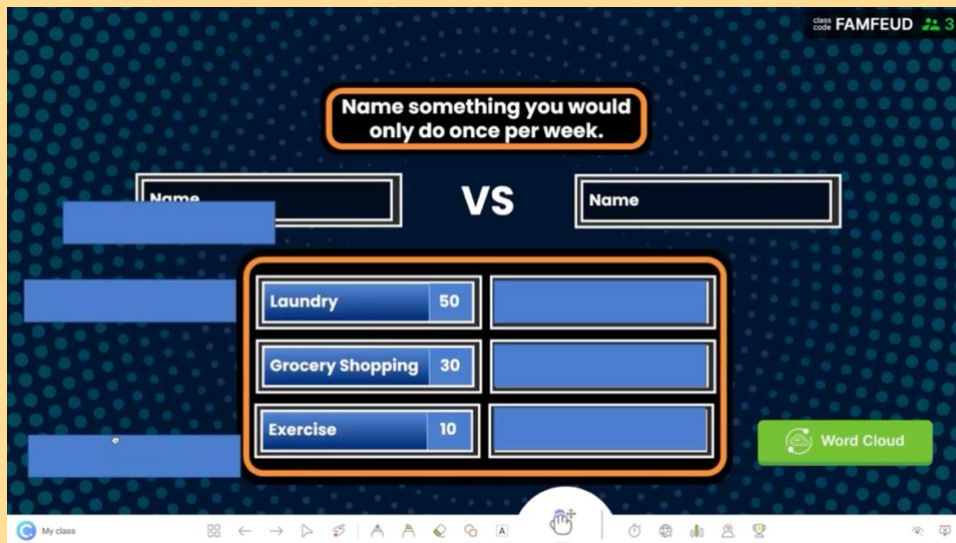 class code FAMFEUD 3
Name something you would
only do once per week.
Name
VS
Name
Laundry 50
Grocery Shopping 30
Exercise 10
Word Cloud
My class
A